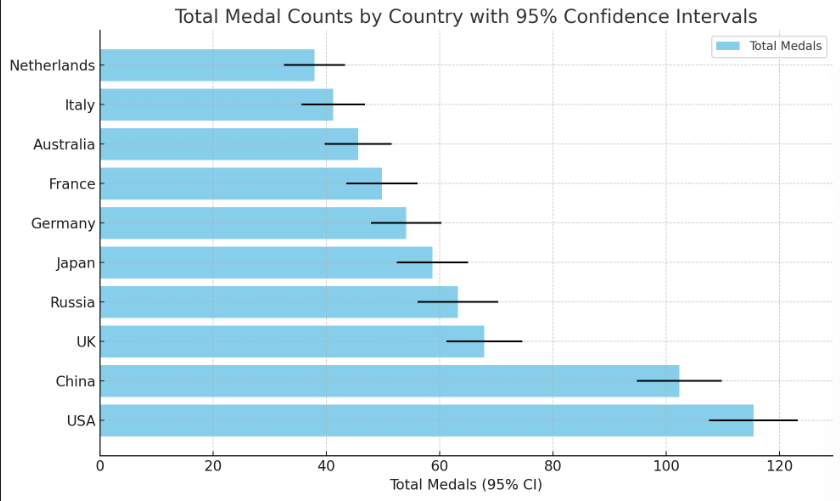 Total Medal Counts by Country with 95% Confidence Intervals
Total Medals
Netherlands
Italy
Australia
France
Germany
Japan
Russia
UK
China
USA
0 20 40 60 80 100 120
Total Medals (95% CI)